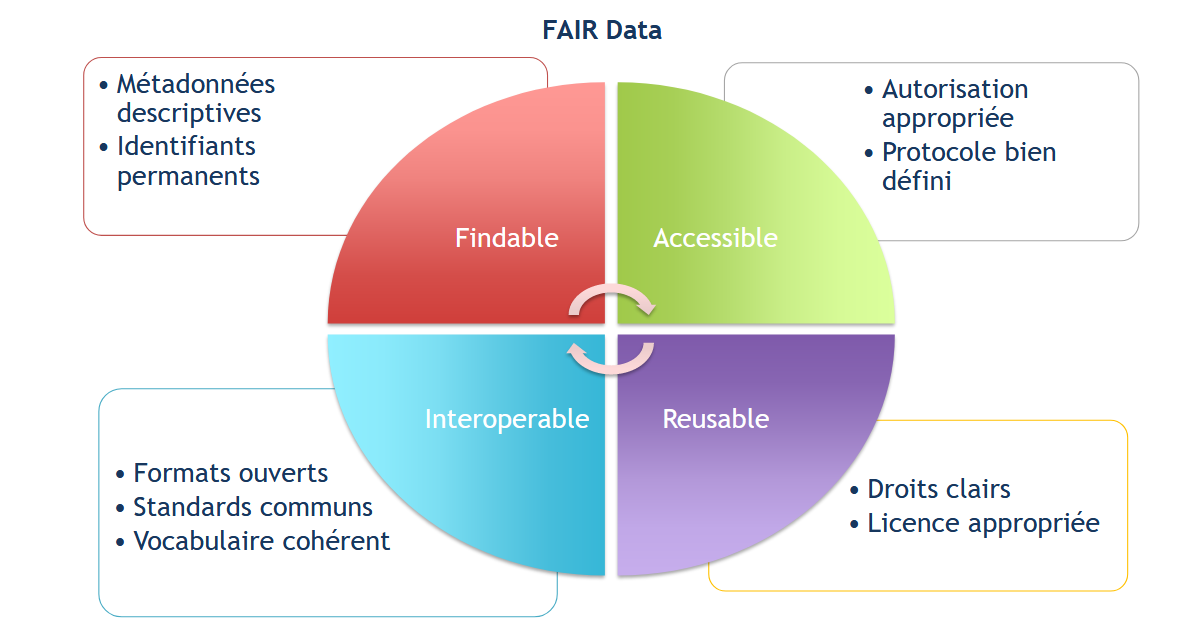 FAIR Data
• Métadonnées
descriptives
• Identifiants
permanents
• Autorisation
appropriée
• Protocole bien
défini
Findable
Accessible
Interoperable
Reusable
• Formats ouverts
• Standards communs
• Vocabulaire cohérent
• Droits clairs
• Licence appropriée